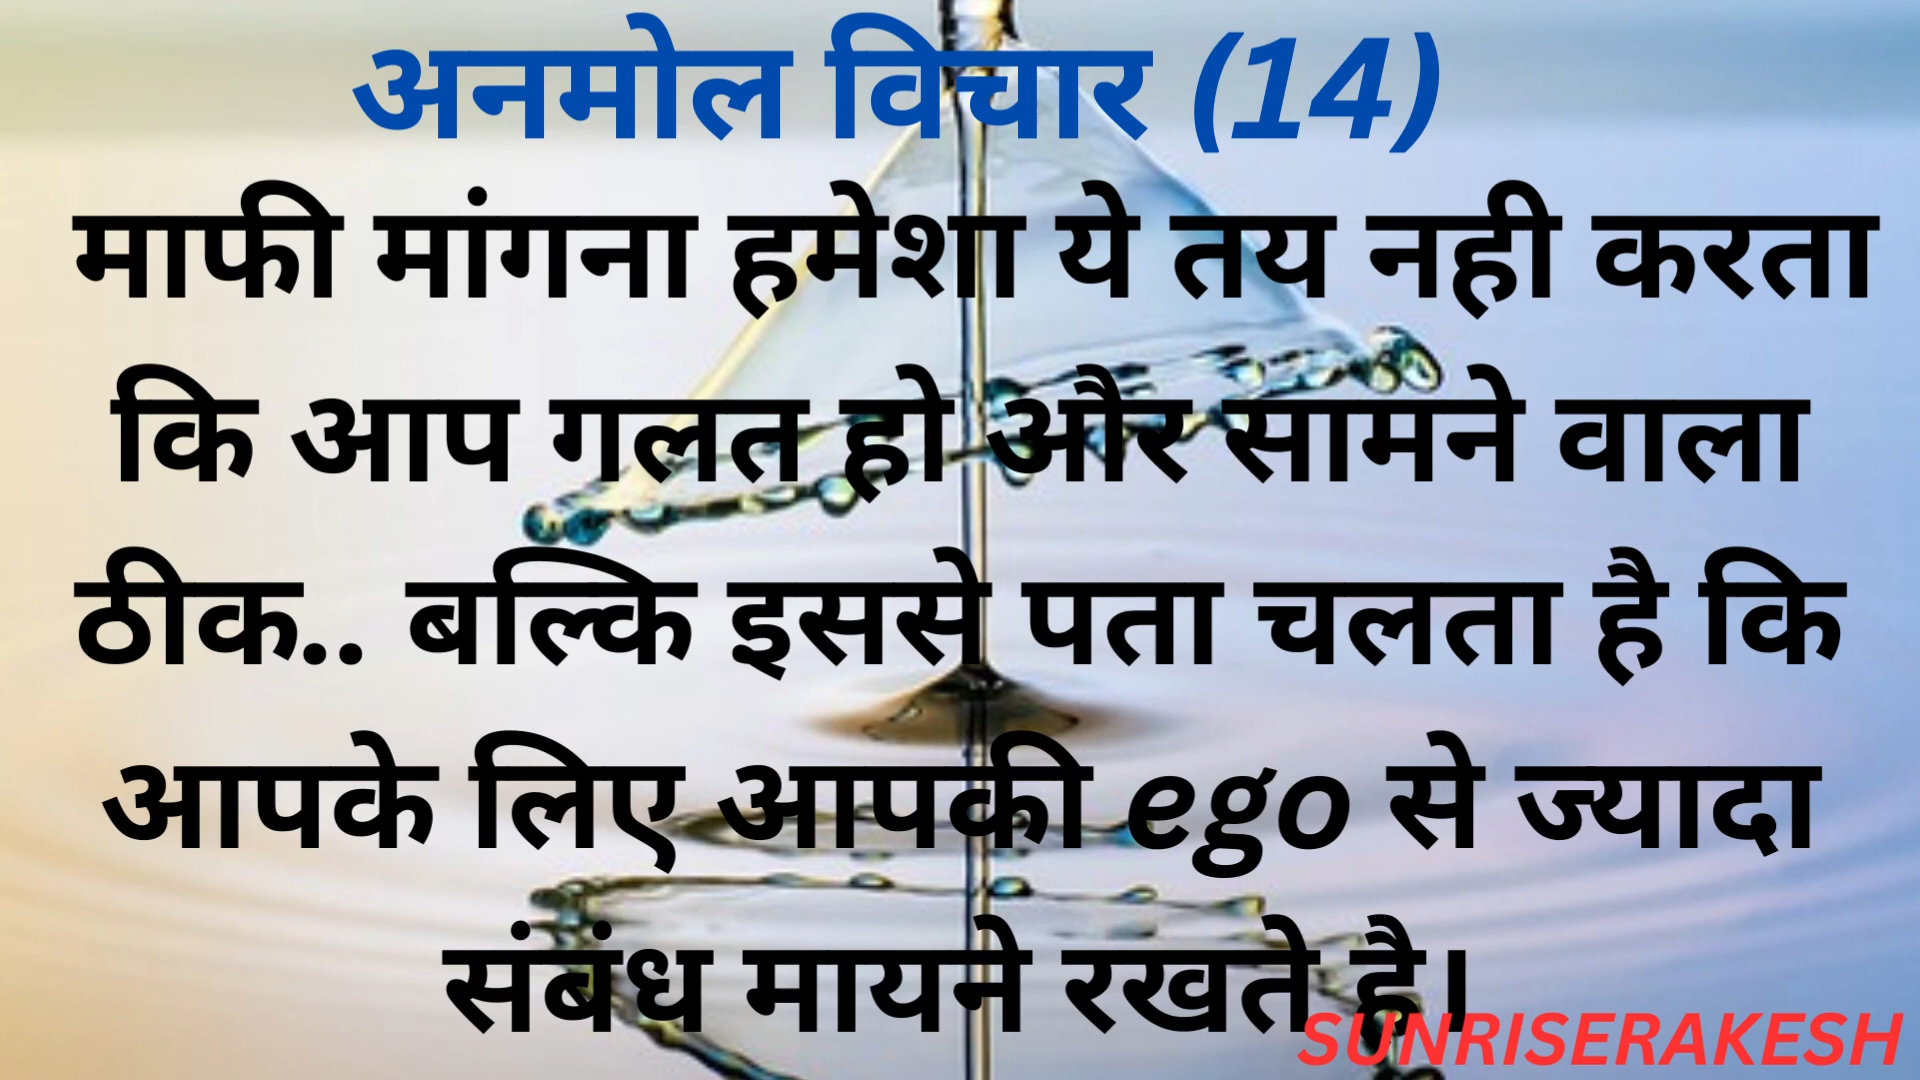 अनमोल विचार (14)
माफी मांगना हमेशा ये तय नही करता
कि आप गलत हो और सामने वाला
ठीक.. बल्कि इससे पता चलता है कि
आपके लिए आपकी ego से ज्यादा
संबंध मायने रखते है।
SUNRISERAKESH